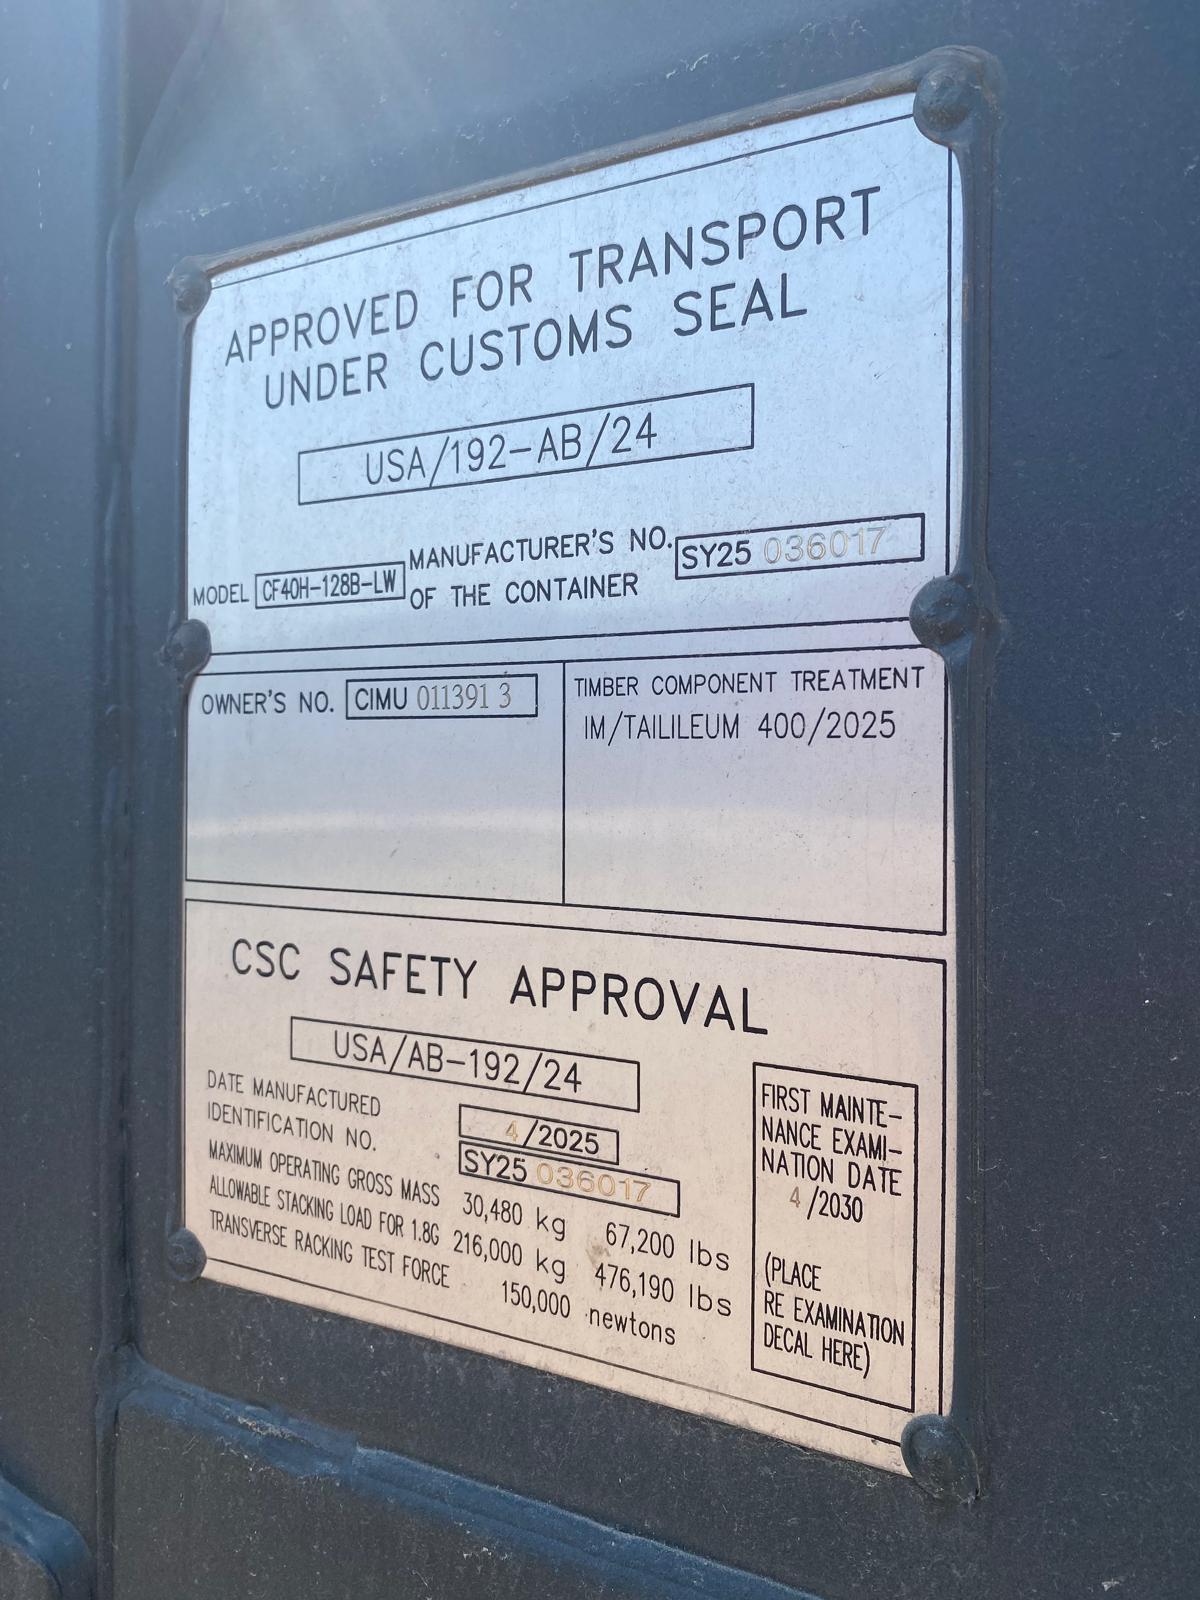 APPROVED FOR TRANSPORT
UNDER CUSTOMS SEAL
USA/192-AB/24
MODEL CF40H-128B-LW MANUFACTURER'S NO. OF THE CONTAINER SY25 036017
OWNER'S NO. CIMU 011391 3
TIMBER COMPONENT TREATMENT
IM/TAILILEUM 400/2025
CSC SAFETY APPROVAL
USA/AB-192/24
DATE MANUFACTURED 4/2025
IDENTIFICATION NO. SY25 036017
MAXIMUM OPERATING GROSS MASS 30,480 kg 67,200 lbs
ALLOWABLE STACKING LOAD FOR 1.8G 216,000 kg 476,190 lbs
TRANSVERSE RACKING TEST FORCE 150,000 newtons
FIRST MAINTE-
NANCE EXAMI-
NATION DATE
4/2030
(PLACE
RE EXAMINATION
DECAL HERE)